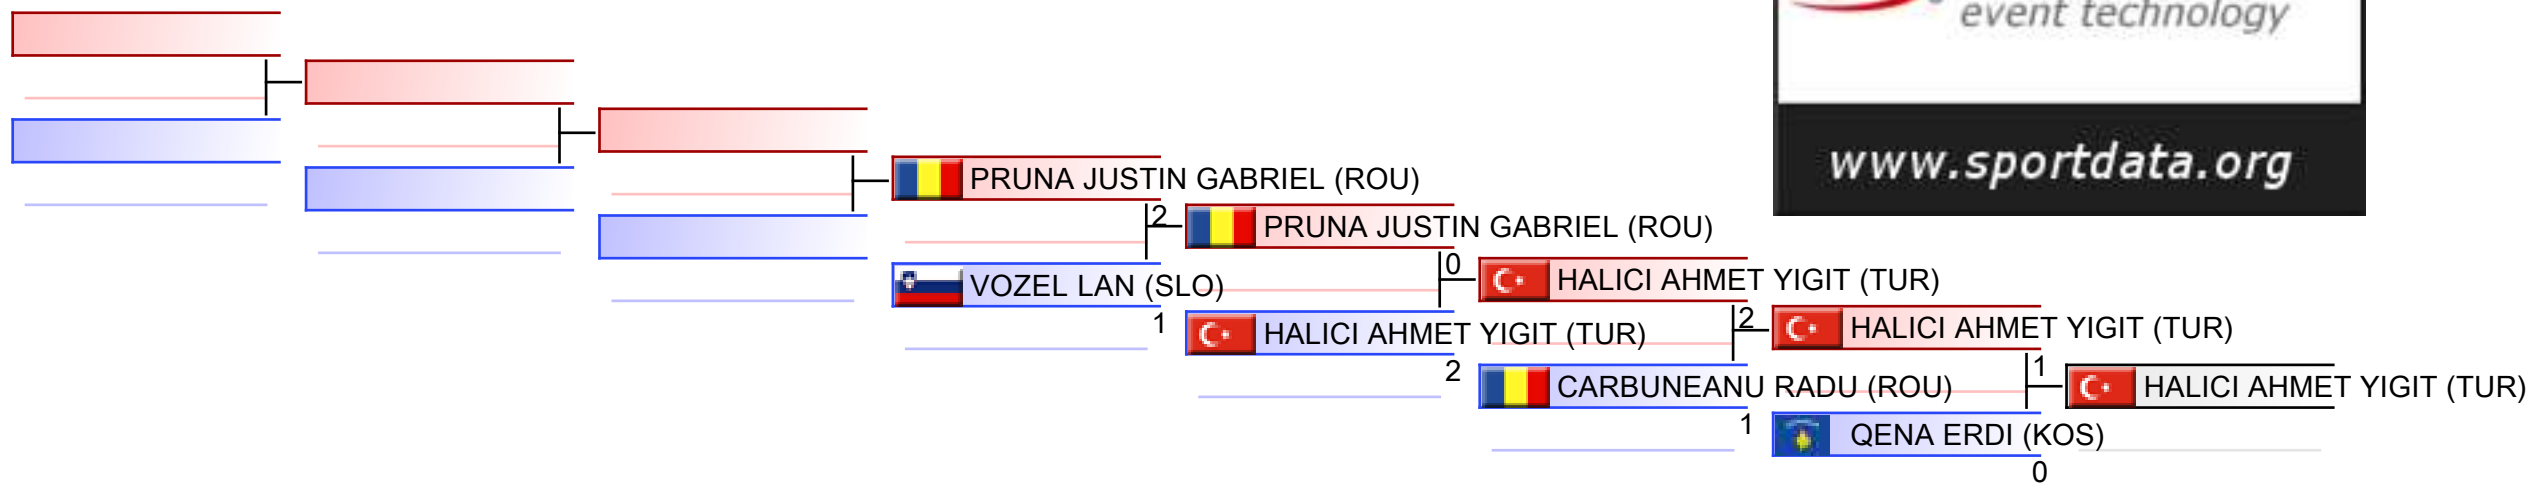 event technology
www.sportdata.org
PRUNA JUSTIN GABRIEL (ROU)
2
PRUNA JUSTIN GABRIEL (ROU)
VOZEL LAN (SLO)
1
0
HALICI AHMET YIGIT (TUR)
HALICI AHMET YIGIT (TUR)
2
2
HALICI AHMET YIGIT (TUR)
CARBUNEANU RADU (ROU)
1
1
HALICI AHMET YIGIT (TUR)
QENA ERDI (KOS)
0